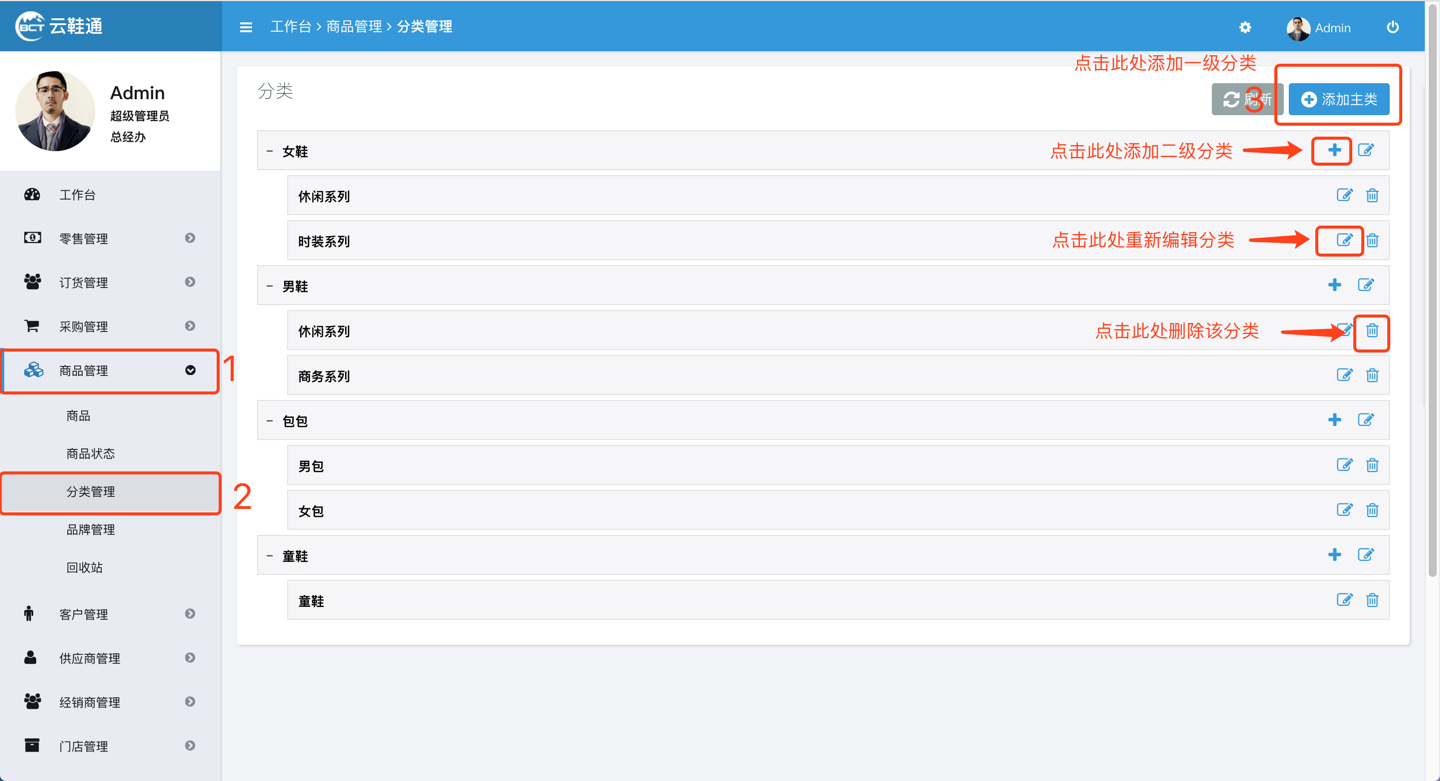 BCT 云鞋通
工作台 > 商品管理 > 分类管理
Admin
点击此处添加一级分类
Admin
超级管理员
总经办
分类
刷新
3
添加主类
女鞋
点击此处添加二级分类
休闲系列
时装系列
点击此处重新编辑分类
男鞋
休闲系列
点击此处删除该分类
商务系列
包包
男包
女包
童鞋
童鞋
工作台
零售管理
订货管理
采购管理
商品管理
1
商品
商品状态
分类管理
2
品牌管理
回收站
客户管理
供应商管理
经销商管理
门店管理